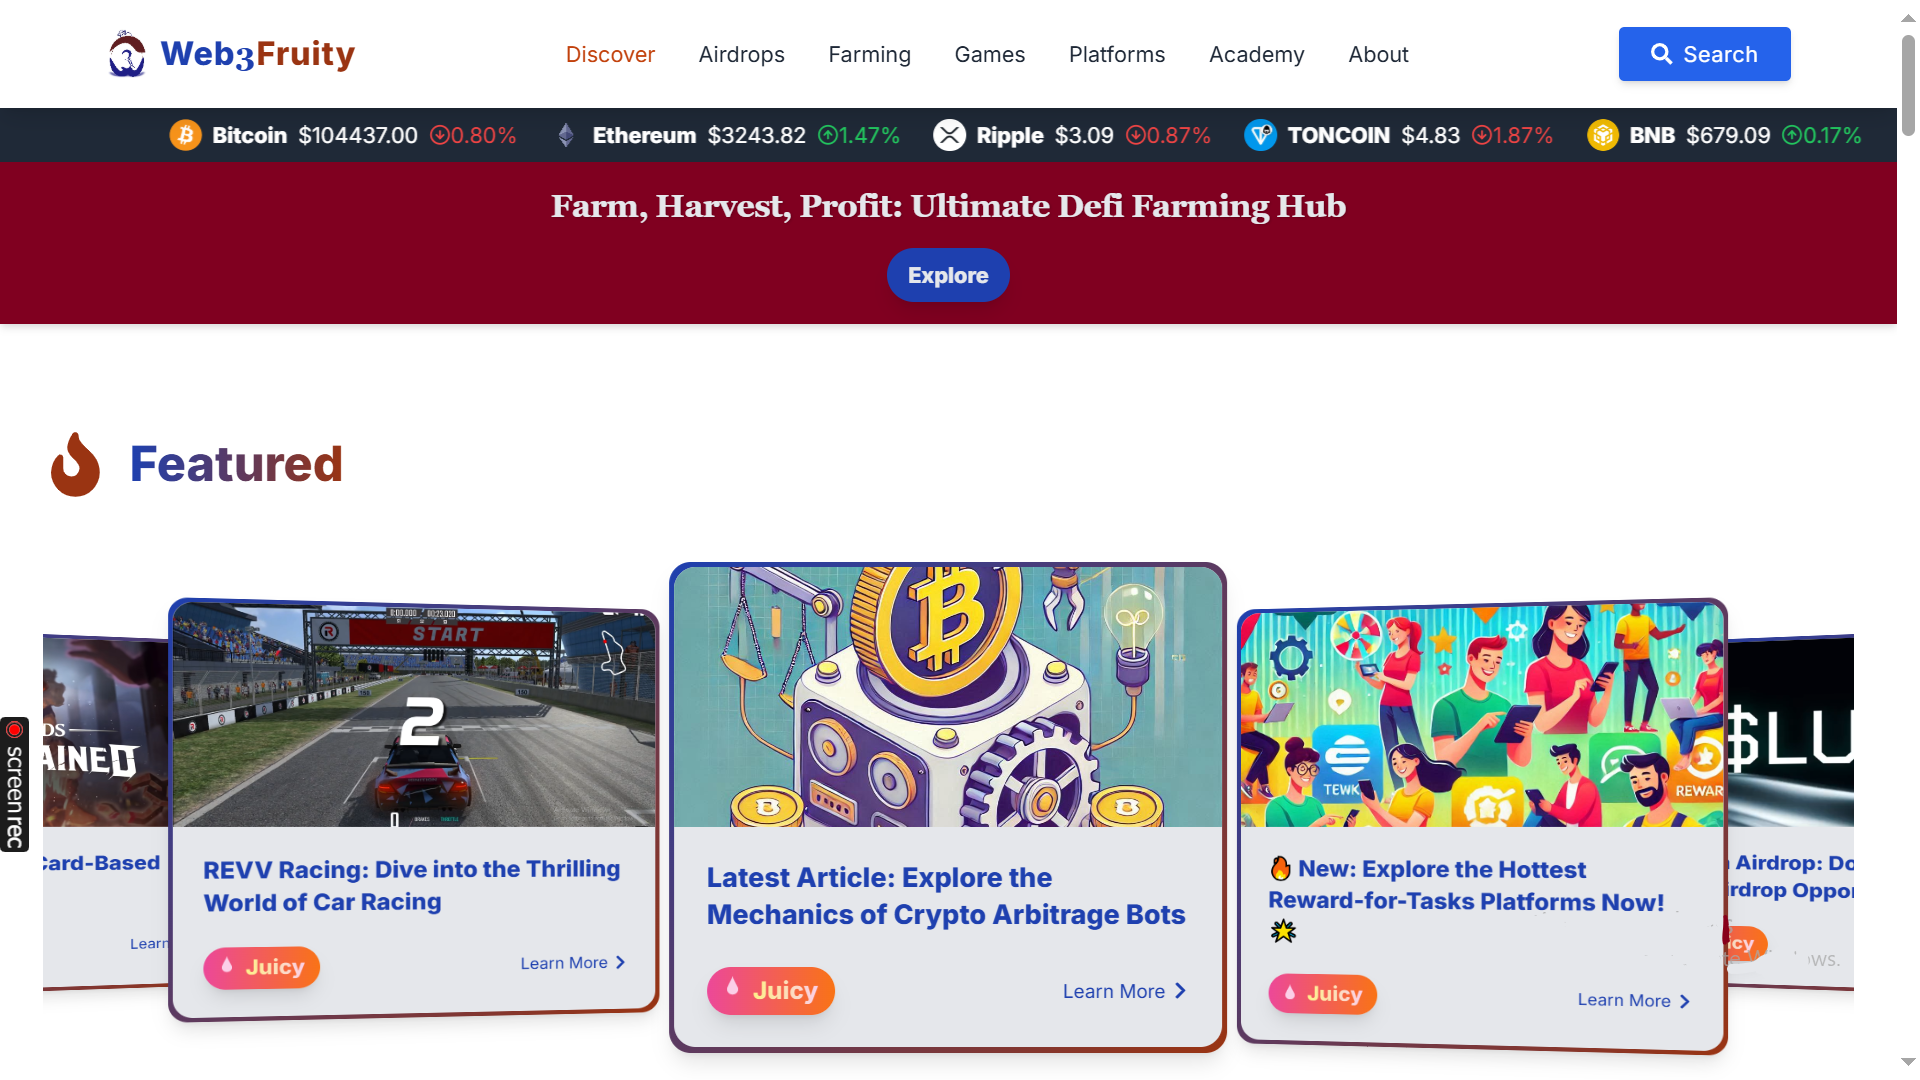 Web3Fruity
Discover
Airdrops
Farming
Games
Platforms
Academy
About
Search
Bitcoin $104437.00 0.80%
Ethereum $3243.82 1.47%
Ripple $3.09 0.87%
TONCOIN $4.83 1.87%
BNB $679.09 0.17%
Farm, Harvest, Profit: Ultimate Defi Farming Hub
Explore
Featured
screenrec
DS
AINED
Card-Based
Learn
START
2
REVV Racing: Dive into the Thrilling
World of Car Racing
Juicy
Learn More
Latest Article: Explore the
Mechanics of Crypto Arbitrage Bots
Juicy
Learn More
TEWK
REWAR
🔥 New: Explore the Hottest
Reward-for-Tasks Platforms Now!
🌟
Juicy
Learn More
$LU
Airdrop: Do
irdrop Oppor
icy
ows.